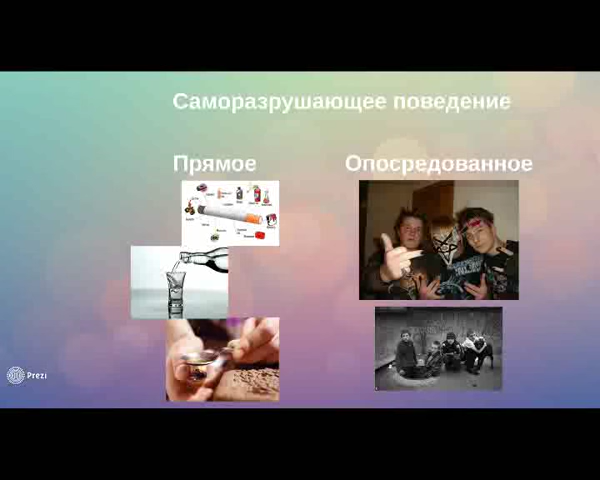 Саморазрушающее поведение
Прямое
Опосредованное
Prezi